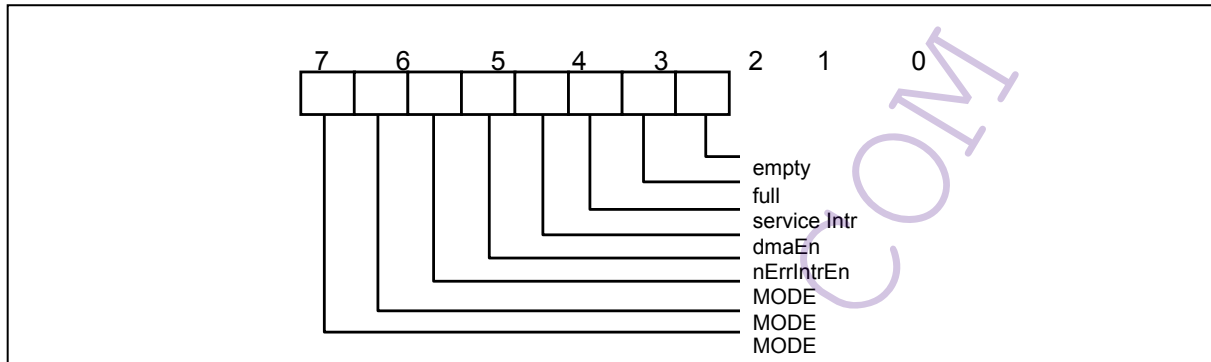 7 6 5 4 3 2 1 0
empty
full
service Intr
dmaEn
nErrIntrEn
MODE
MODE
MODE
COM